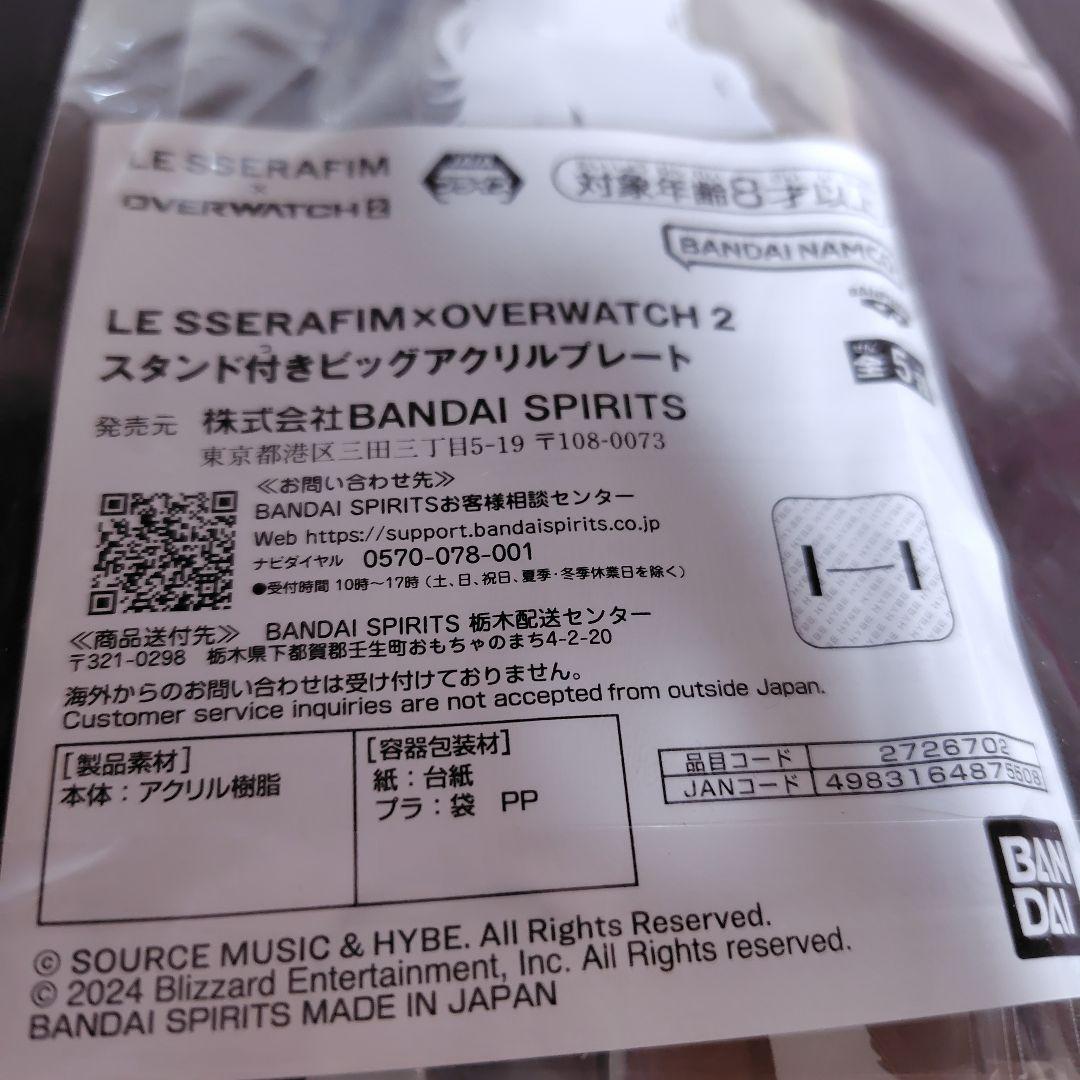 LE SSERAFIM
×
OVERWATCH 2
対象年齢8才以上
BANDAI NAMCO
LE SSERAFIM×OVERWATCH 2
スタンド付きビッグアクリルプレート
全5
発売元 株式会社BANDAI SPIRITS
東京都港区三田三丁目5-19 〒108-0073
≪お問い合わせ先≫
BANDAI SPIRITSお客様相談センター
Web https://support.bandaispirits.co.jp
ナビダイヤル 0570-078-001
●受付時間 10時~17時(土、日、祝日、夏季・冬季休業日を除く)
≪商品送付先≫ BANDAI SPIRITS 栃木配送センター
〒321-0298 栃木県下都賀郡壬生町おもちゃのまち4-2-20
海外からのお問い合わせは受け付けておりません。
Customer service inquiries are not accepted from outside Japan.
[製品素材]
本体:アクリル樹脂
[容器包装材]
紙:台紙
プラ:袋 PP
品目コード 2726702
JANコード 4983164875508
BAN
DAI
© SOURCE MUSIC & HYBE. All Rights Reserved.
© 2024 Blizzard Entertainment, Inc. All Rights reserved.
BANDAI SPIRITS MADE IN JAPAN